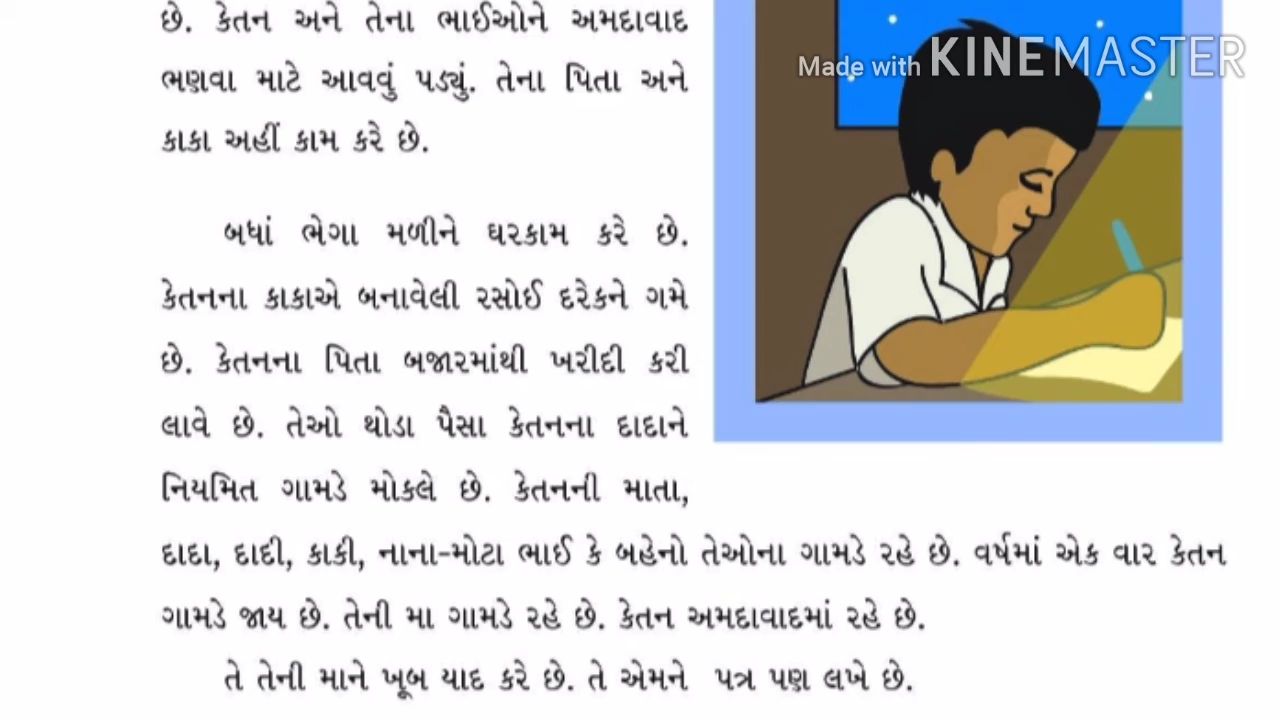 છે. કેતન અને તેના ભાઈઓને અમદાવાદ
Made with KINEMASTER
ભણવા માટે આવવું પડ્યું. તેના પિતા અને
કાકા અહીં કામ કરે છે.
બધાં ભેગા મળીને ઘરકામ કરે છે.
કેતનના કાકાએ બનાવેલી રસોઈ દરેકને ગમે
છે. કેતનના પિતા બજારમાંથી ખરીદી કરી
લાવે છે. તેઓ થોડા પૈસા કેતનના દાદાને
નિયમિત ગામડે મોકલે છે. કેતનની માતા,
દાદા, દાદી, કાકી, નાના-મોટા ભાઈ કે બહેનો તેઓના ગામડે રહે છે. વર્ષમાં એક વાર કેતન
ગામડે જાય છે. તેની મા ગામડે રહે છે. કેતન અમદાવાદમાં રહે છે.
તે તેની માને ખૂબ યાદ કરે છે. તે એમને પત્ર પણ લખે છે.